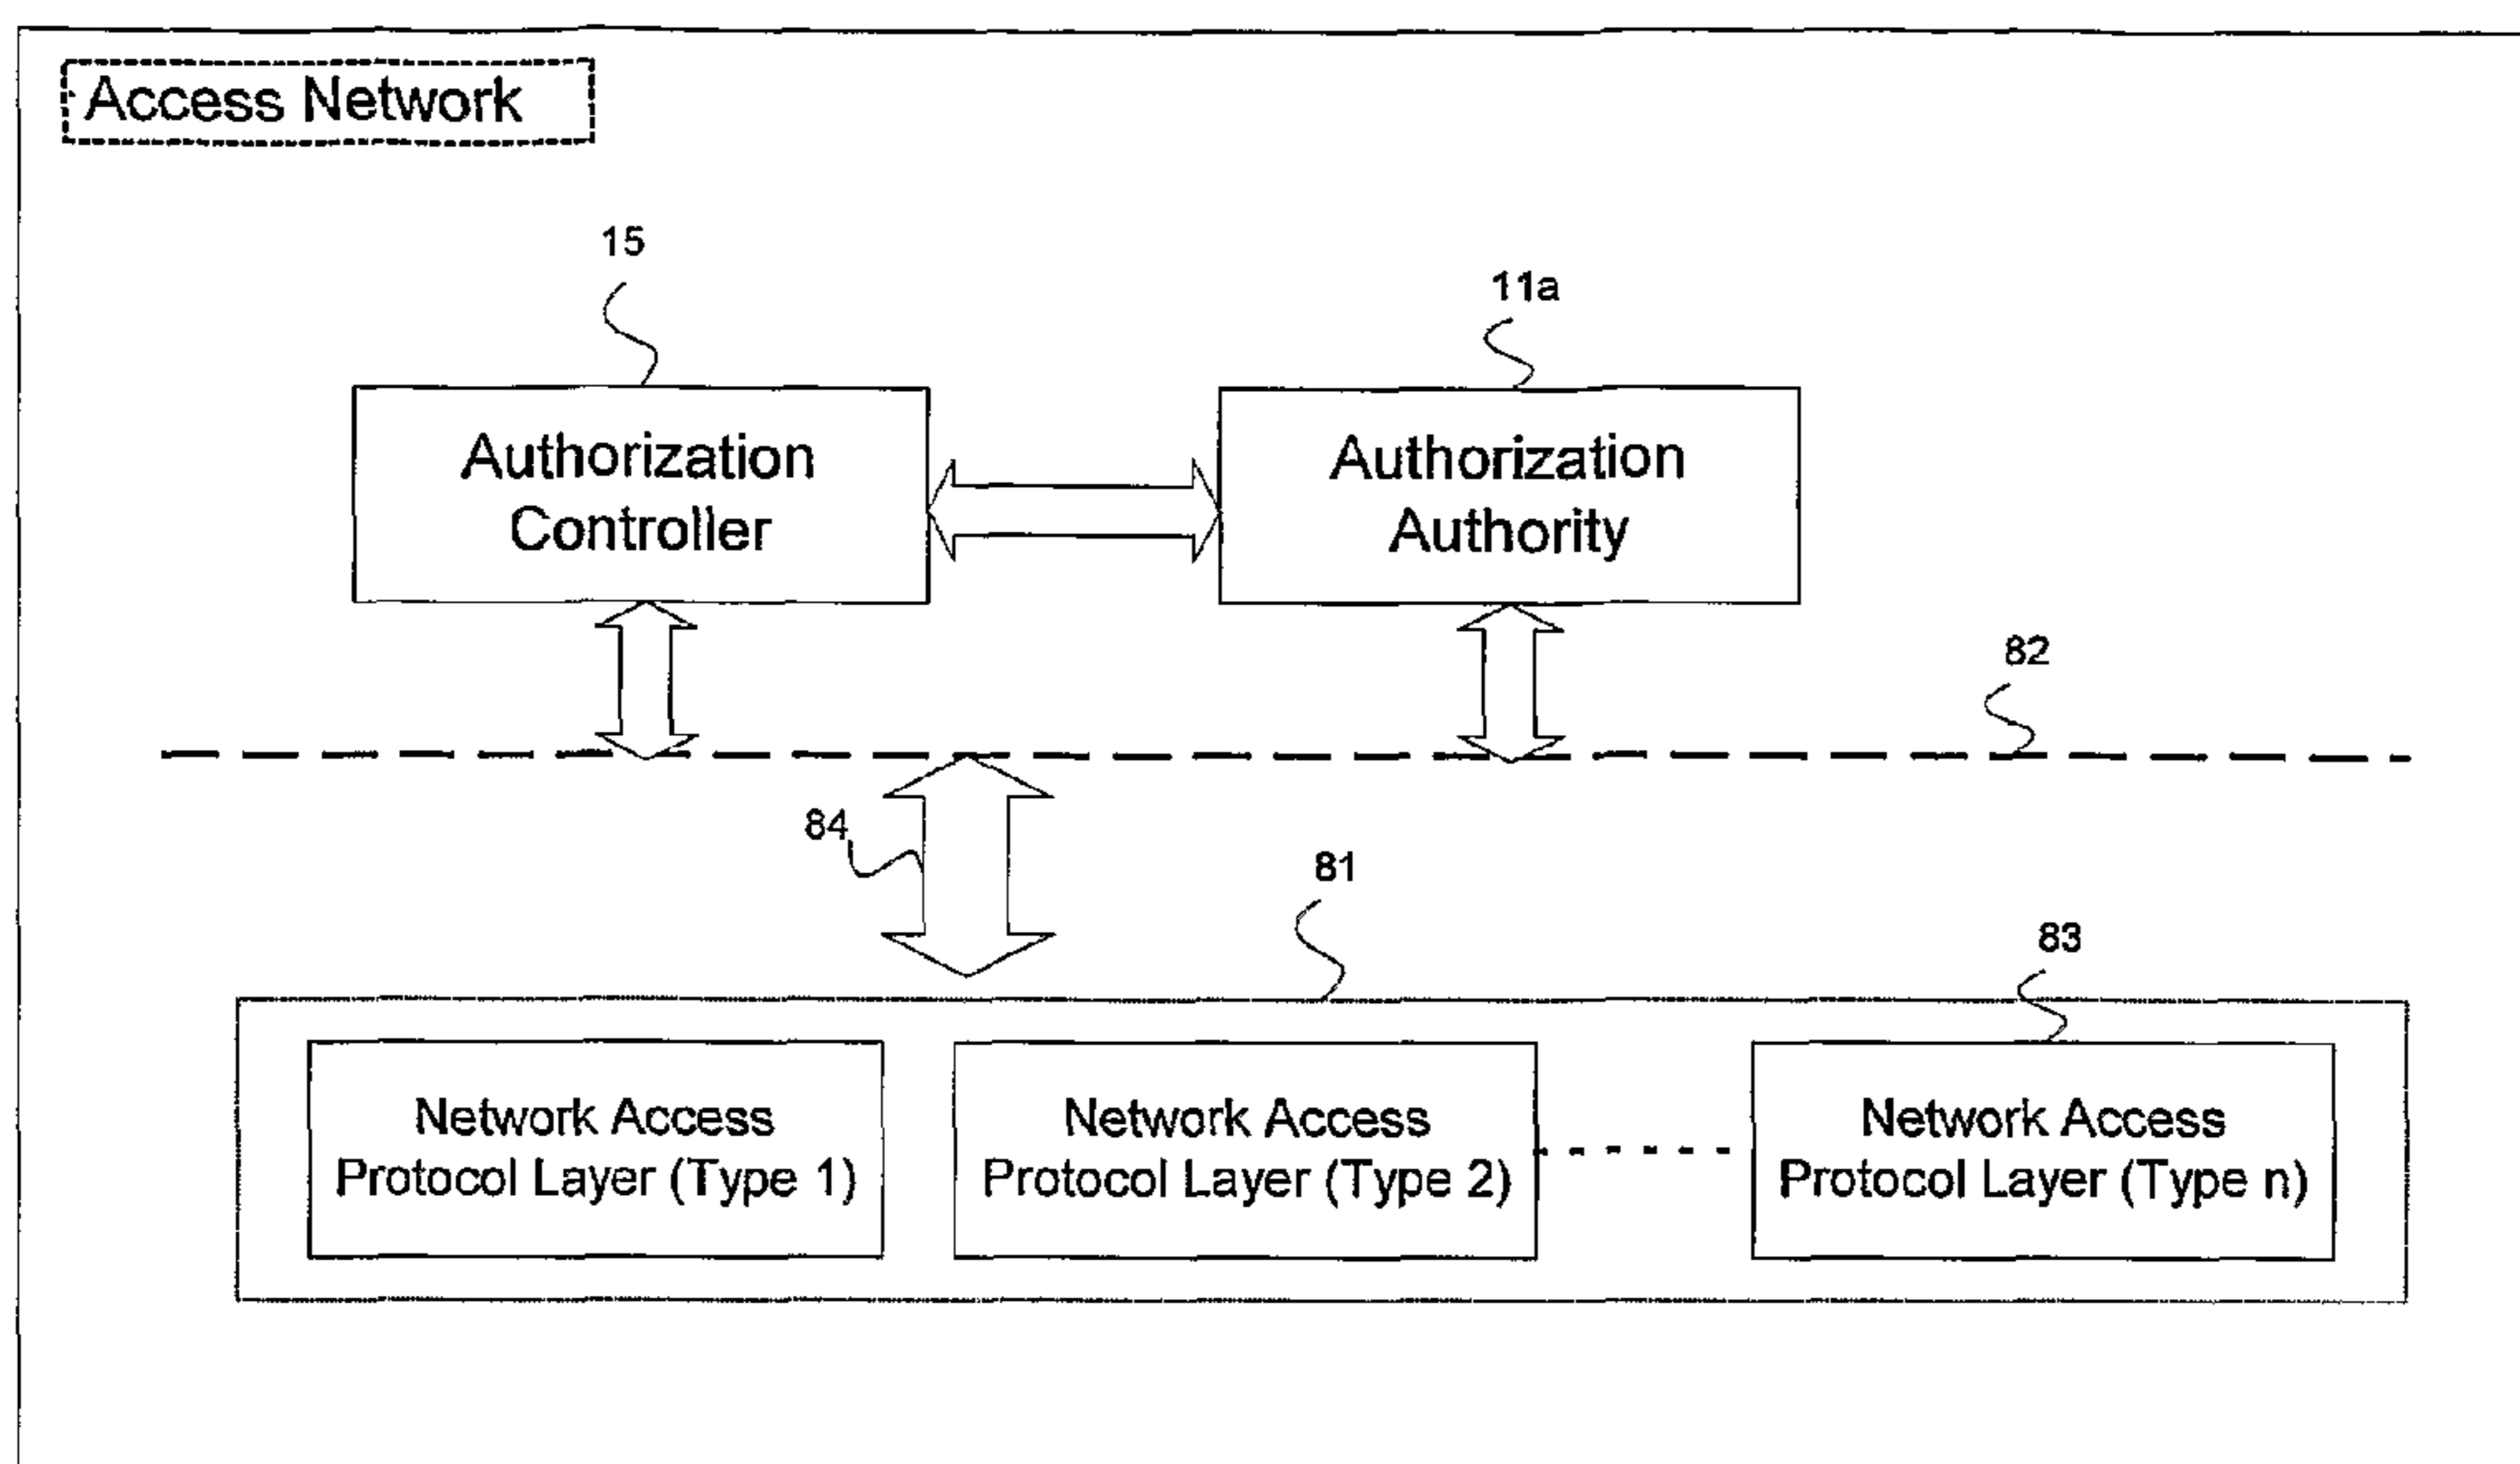 Access Network
15
11a
Authorization
Controller
Authorization
Authority
82
84
81
83
Network Access
Protocol Layer (Type 1)
Network Access
Protocol Layer (Type 2)
Network Access
Protocol Layer (Type n)